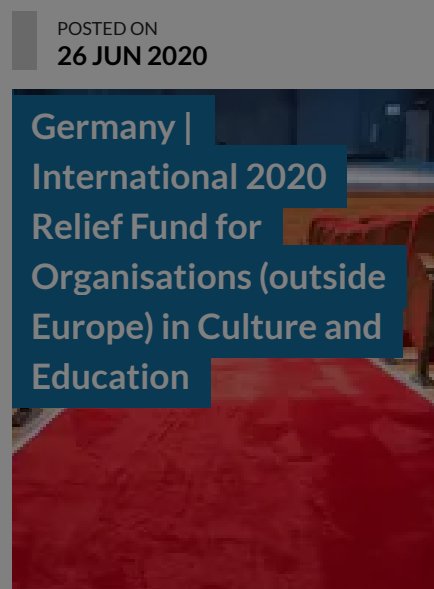 POSTED ON
26 JUN 2020
Germany |
International 2020
Relief Fund for
Organisations (outside
Europe) in Culture and
Education